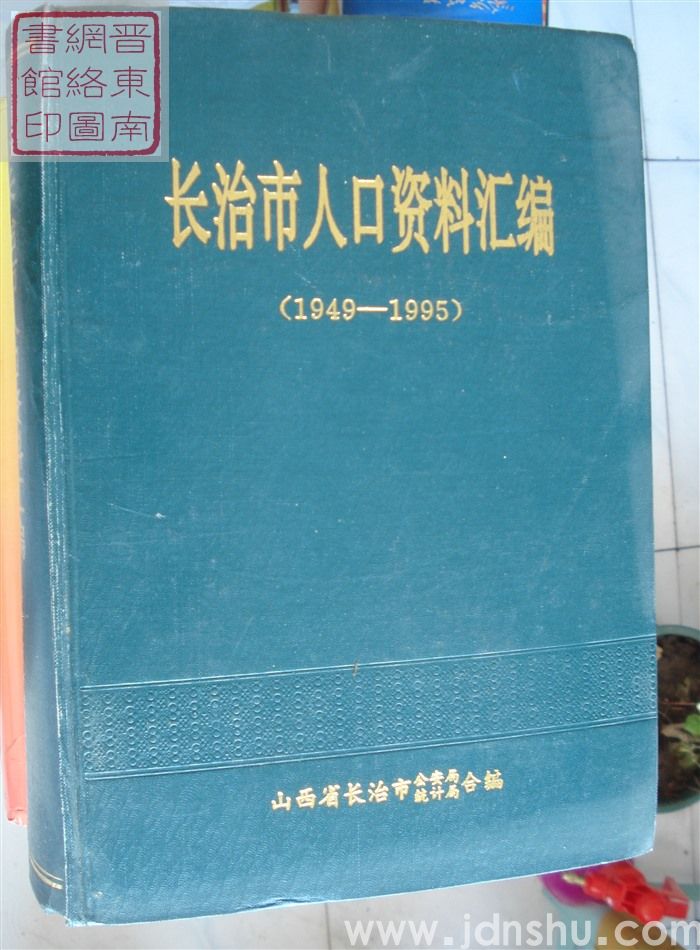 晋東南
網絡圖
書館印
长治市人口资料汇编
(1949—1995)
山西省长治市公安局统计局合编
www.jdnshu.com